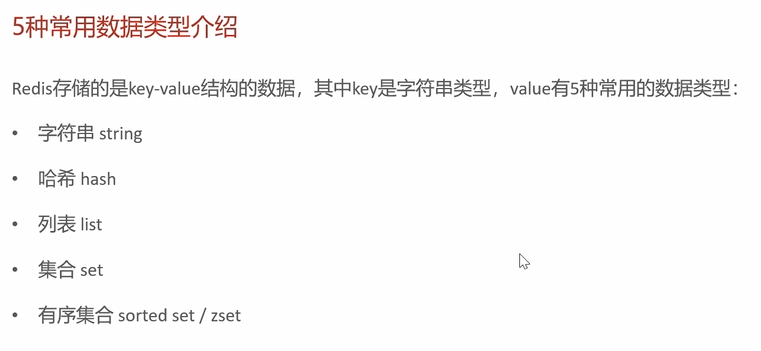 5种常用数据类型介绍
Redis存储的是key-value结构的数据，其中key是字符串类型，value有5种常用的数据类型：
• 字符串 string
• 哈希 hash
• 列表 list
• 集合 set
• 有序集合 sorted set / zset